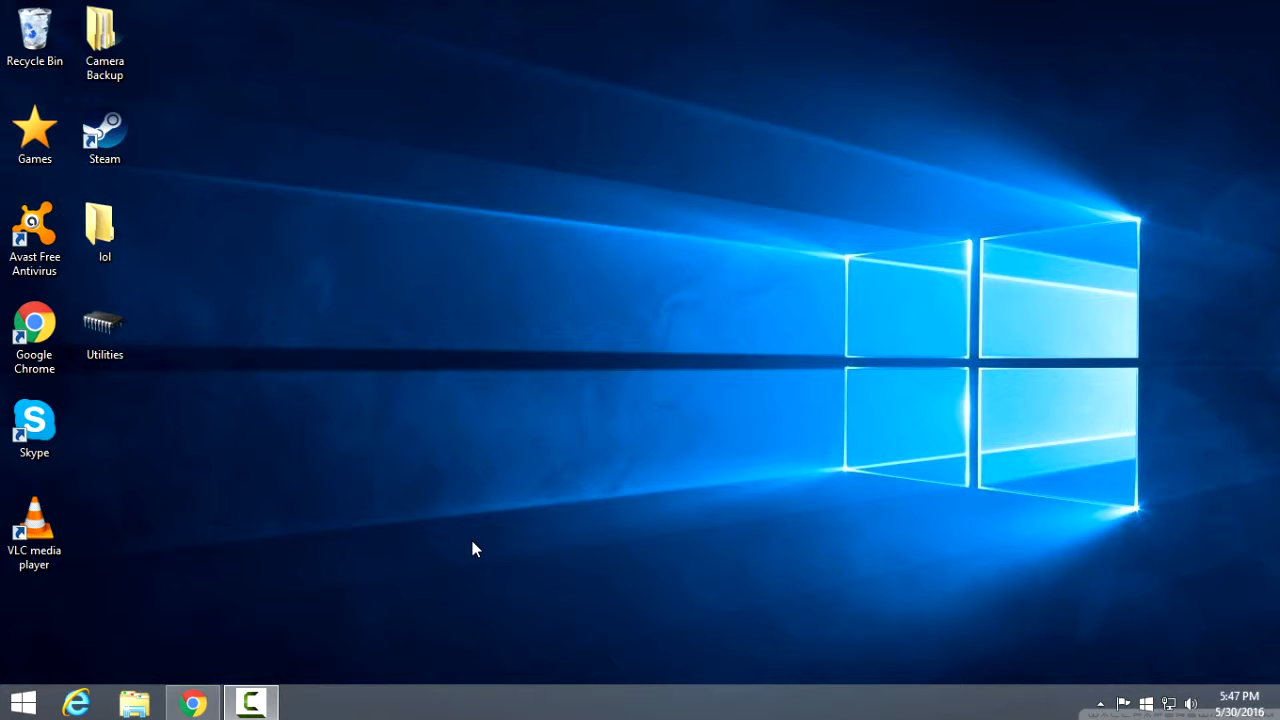 Recycle Bin
Camera
Backup
Games
Steam
Avast Free
Antivirus
lol
Google
Chrome
Utilities
Skype
VLC media
player
5:47 PM
5/30/2016